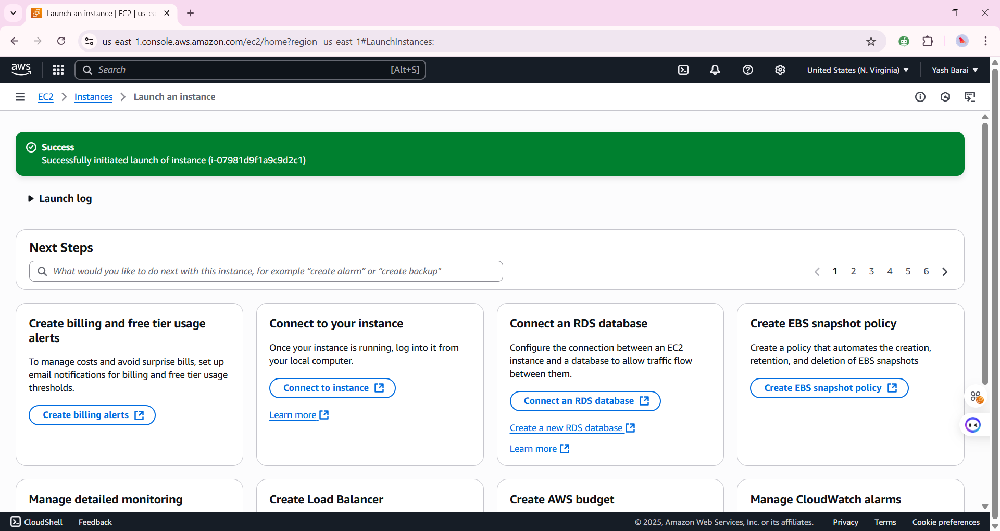 Launch an instance | EC2 | us-ea
us-east-1.console.aws.amazon.com/ec2/home?region=us-east-1#LaunchInstances:
aws
Search
[Alt+S]
United States (N. Virginia)
Yash Barai
EC2
Instances
Launch an instance
Success
Successfully initiated launch of instance (i-07981d9f1a9c9d2c1)
Launch log
Next Steps
What would you like to do next with this instance, for example “create alarm” or “create backup"
1 2 3 4 5 6
Create billing and free tier usage
alerts
To manage costs and avoid surprise bills, set up
email notifications for billing and free tier usage
thresholds.
Create billing alerts
Connect to your instance
Once your instance is running, log into it from
your local computer.
Connect to instance
Learn more
Connect an RDS database
Configure the connection between an EC2
instance and a database to allow traffic flow
between them.
Connect an RDS database
Create a new RDS database
Learn more
Create EBS snapshot policy
Create a policy that automates the creation,
retention, and deletion of EBS snapshots
Create EBS snapshot policy
Manage detailed monitoring
Create Load Balancer
Create AWS budget
Manage CloudWatch alarms
CloudShell
Feedback
© 2025, Amazon Web Services, Inc. or its affiliates.
Privacy
Terms
Cookie preferences